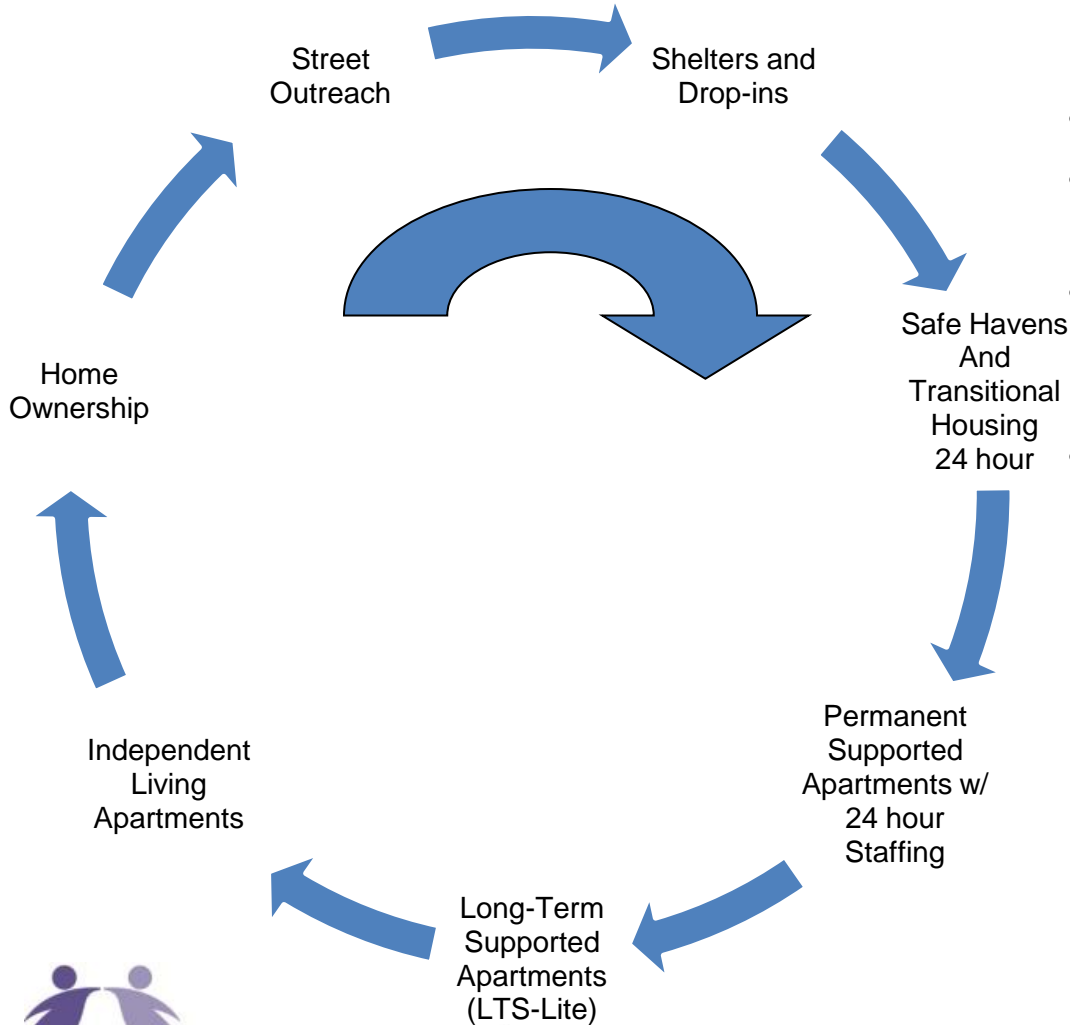 Street
Outreach
Shelters and
Drop-ins
Safe Havens
And
Transitional
Housing
24 hour
Permanent
Supported
Apartments w/
24 hour
Staffing
Long-Term
Supported
Apartments
(LTS-Lite)
Independent
Living
Apartments
Home
Ownership